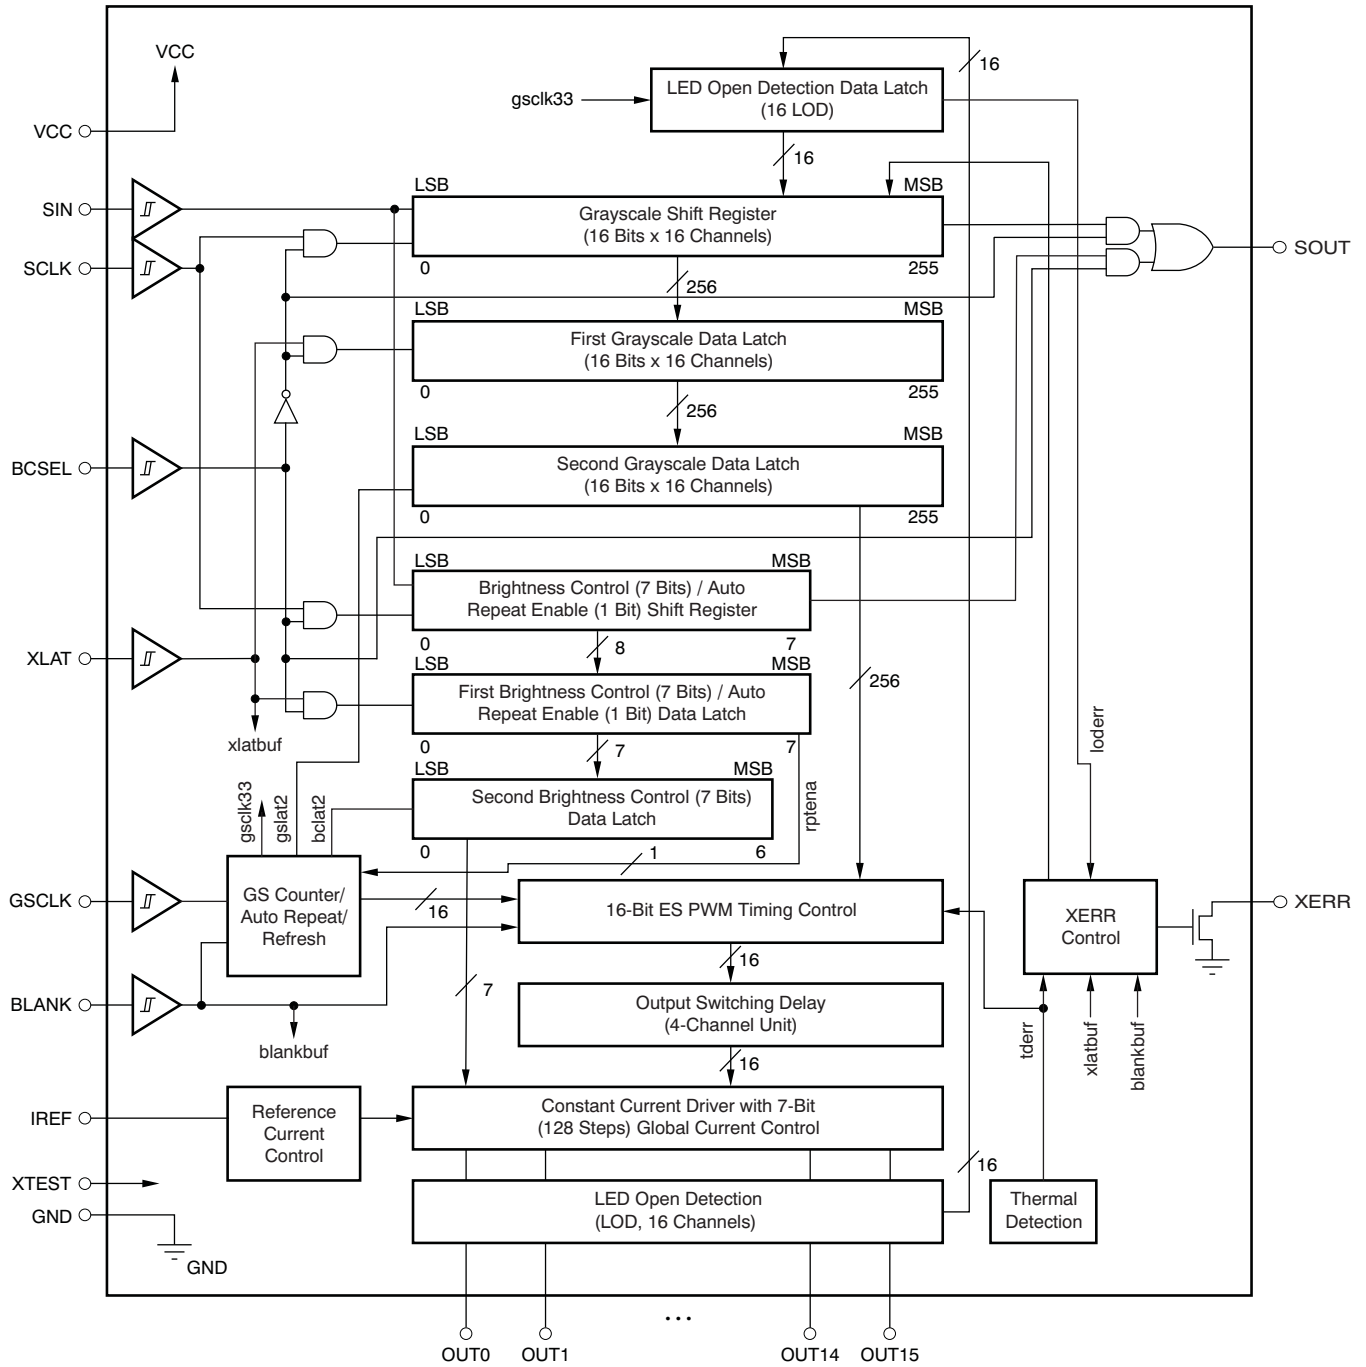 VCC
16
LED Open Detection Data Latch
(16 LOD)
gsclk33
VCC
16
LSB
MSB
SIN
Grayscale Shift Register
(16 Bits x 16 Channels)
SOUT
SCLK
0
255
256
LSB
MSB
First Grayscale Data Latch
(16 Bits x 16 Channels)
0
255
256
LSB
MSB
BCSEL
Second Grayscale Data Latch
(16 Bits x 16 Channels)
0
255
LSB
MSB
Brightness Control (7 Bits) / Auto
Repeat Enable (1 Bit) Shift Register
0
8
7
XLAT
LSB
MSB
256
First Brightness Control (7 Bits) / Auto
Repeat Enable (1 Bit) Data Latch
loderr
xlatbuf
0
7
7
LSB
MSB
gsclk33
gslat2
bclat2
rptena
Second Brightness Control (7 Bits)
Data Latch
0
1
6
GSCLK
GS Counter/
Auto Repeat/
Refresh
16
16-Bit ES PWM Timing Control
XERR
Control
XERR
16
7
BLANK
Output Switching Delay
(4-Channel Unit)
blankbuf
tderr
xlatbuf
blankbuf
16
IREF
Reference
Current
Control
Constant Current Driver with 7-Bit
(128 Steps) Global Current Control
16
XTEST
LED Open Detection
(LOD, 16 Channels)
Thermal
Detection
GND
GND
...
OUT0
OUT1
OUT14
OUT15